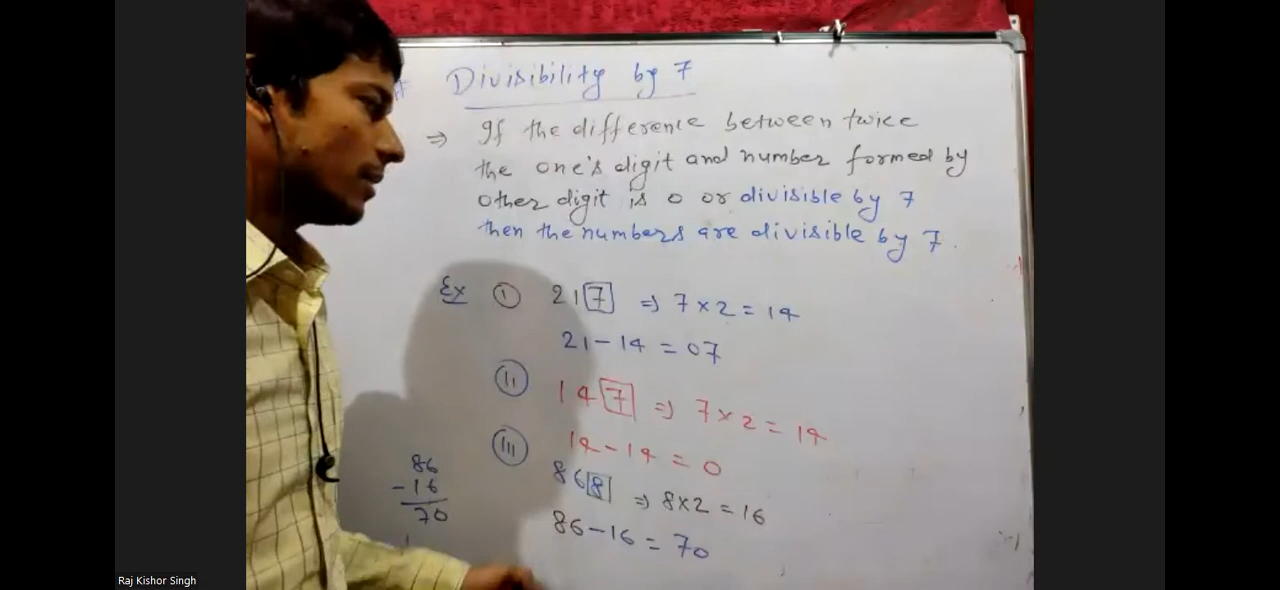 # Divisibility by 7
⇒ If the difference between twice
the one's digit and number formed by
other digit is 0 or divisible by 7
then the numbers are divisible by 7.
Ex (i) 217 ⇒ 7×2=14
21-14=07
(ii) 147 ⇒ 7×2=14
(iii) 14-14=0
868 ⇒ 8×2=16
86-16=70
86
-16
70
Raj Kishor Singh